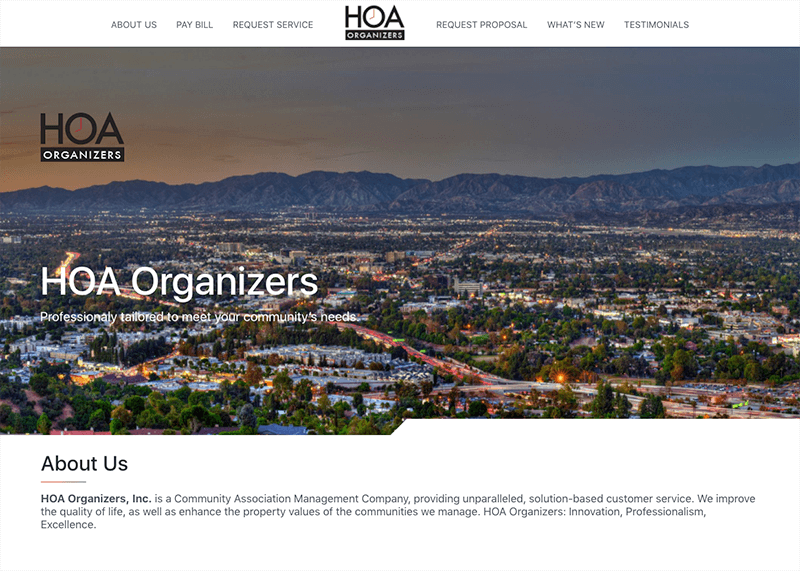 ABOUT US PAY BILL REQUEST SERVICE HOA ORGANIZERS REQUEST PROPOSAL WHAT'S NEW TESTIMONIALS
HOA
ORGANIZERS
HOA Organizers
Professionaly tailored to meet your community's needs.
About Us
HOA Organizers, Inc. is a Community Association Management Company, providing unparalleled, solution-based customer service. We improve
the quality of life, as well as enhance the property values of the communities we manage. HOA Organizers: Innovation, Professionalism,
Excellence.